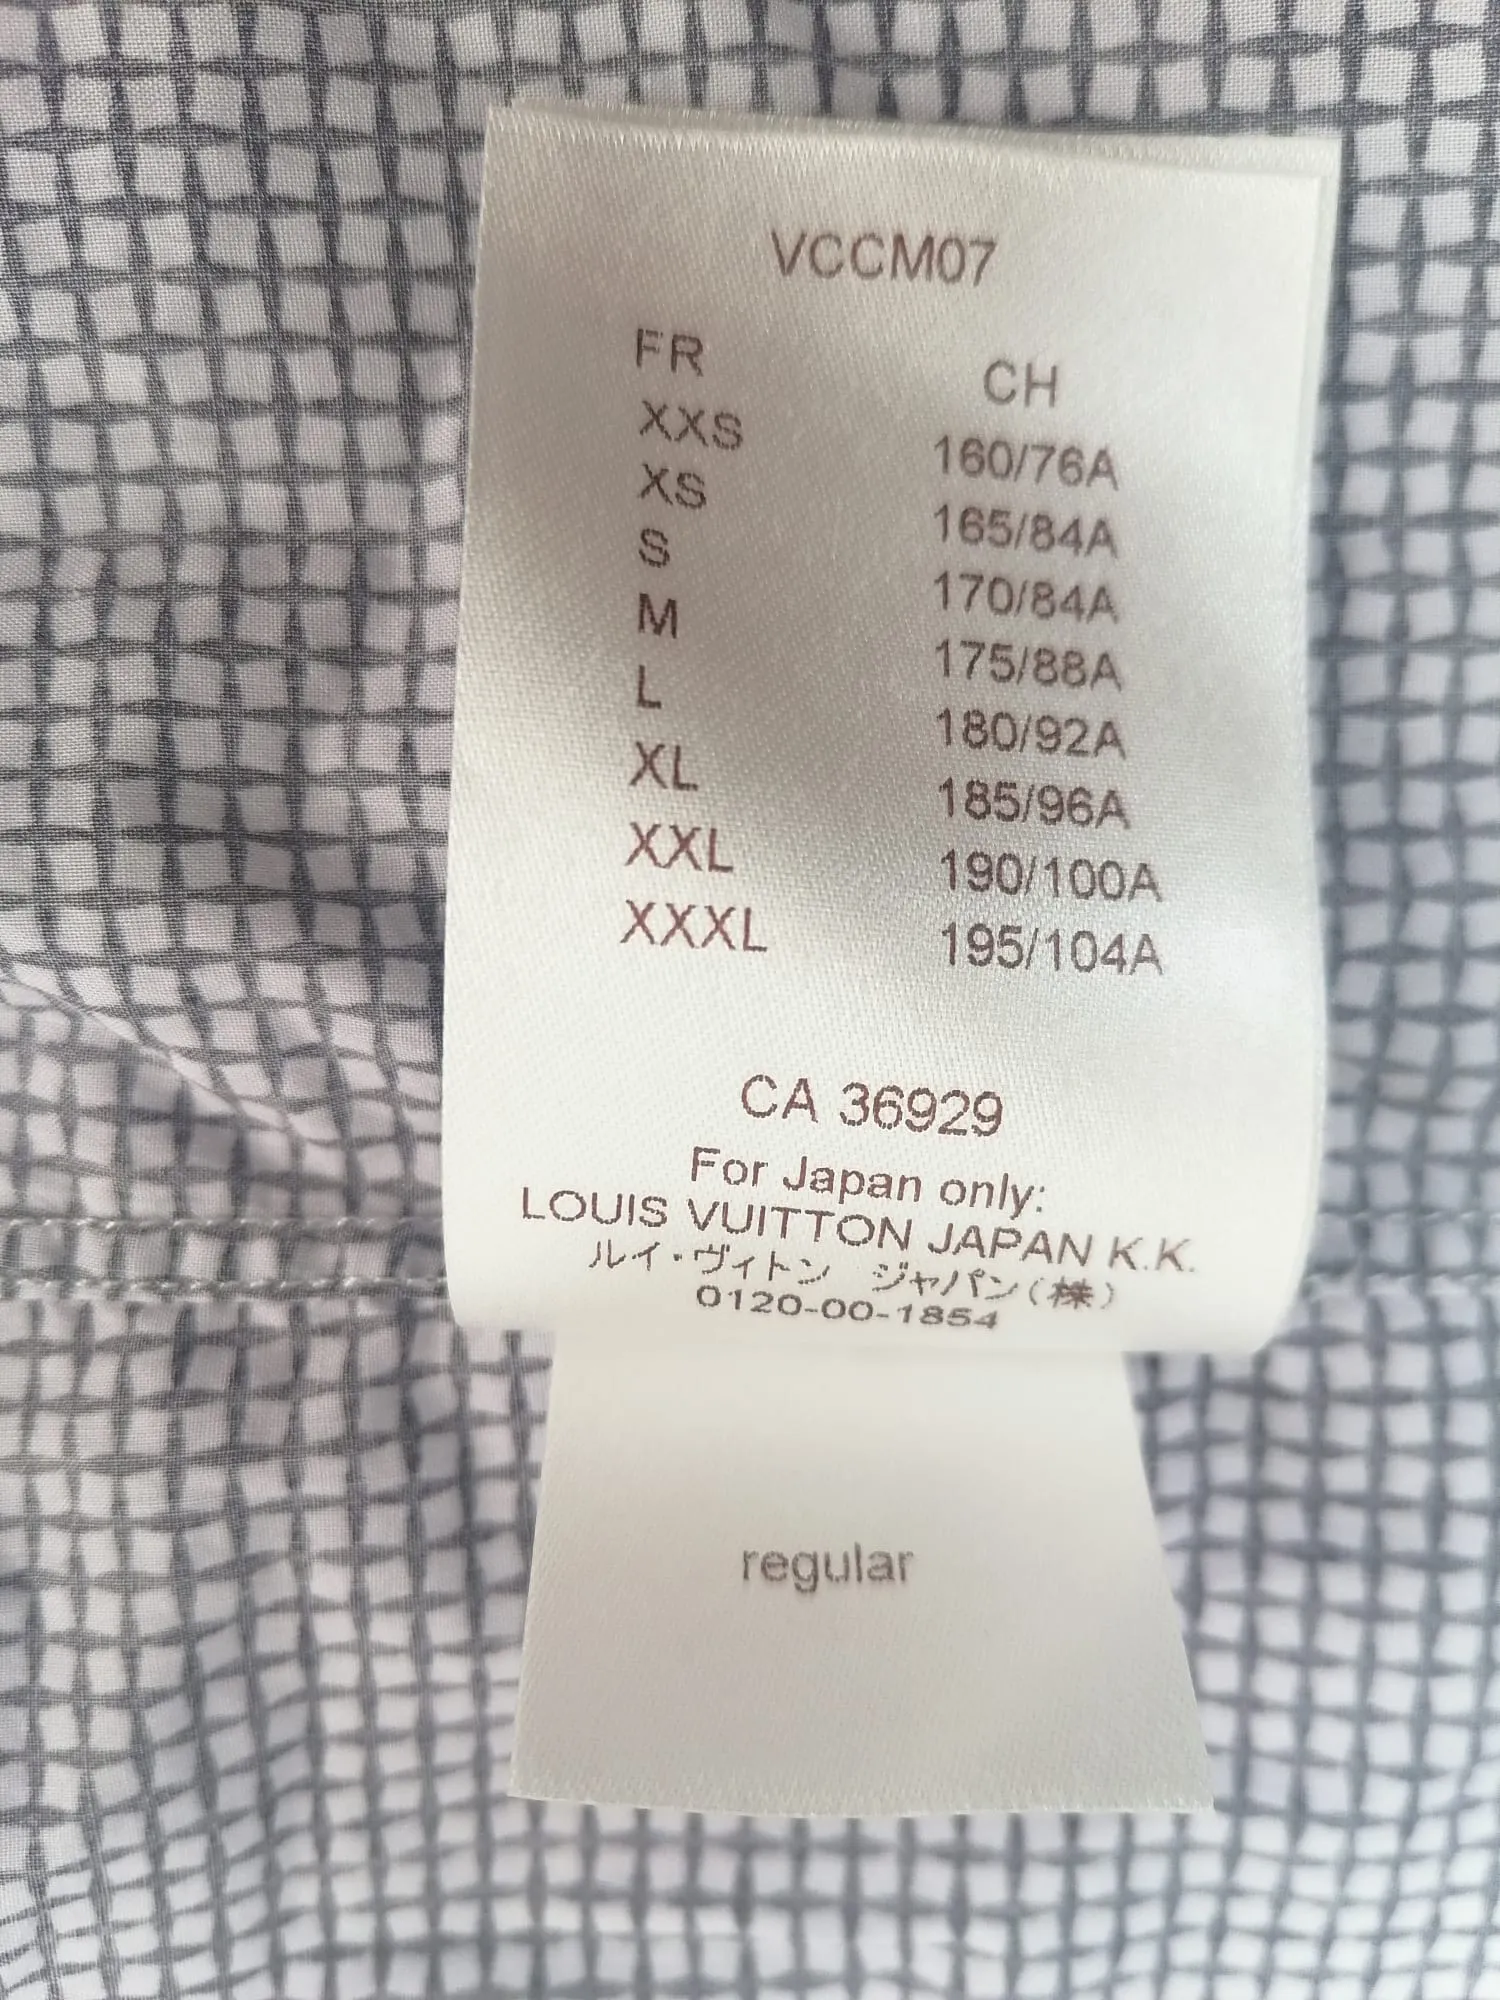 VCCM07
FR CH
XXS 160/76A
XS 165/84A
S 170/84A
M 175/88A
L 180/92A
XL 185/96A
XXL 190/100A
XXXL 195/104A
CA 36929
For Japan only:
LOUIS VUITTON JAPAN K.K.
ルイ・ヴィトン ジャパン(株)
0120-00-1854
regular